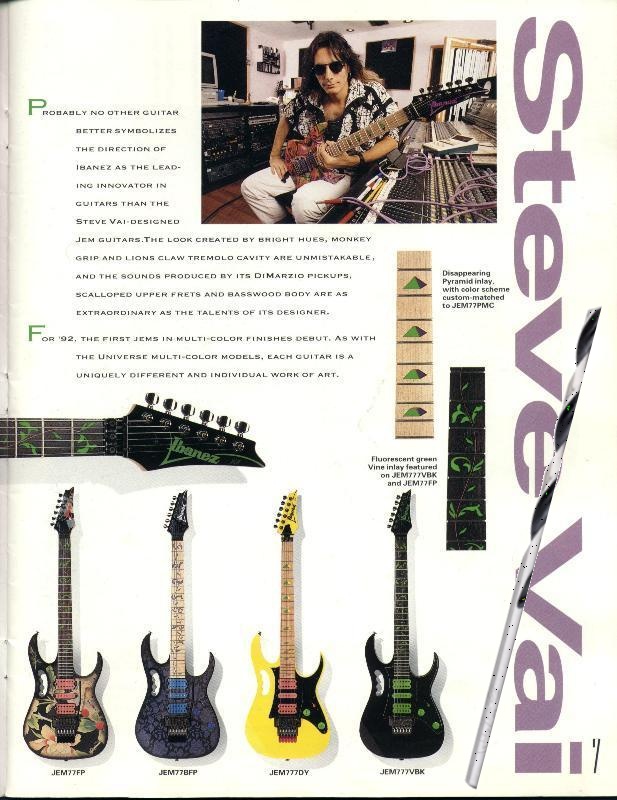 Steve Vai
PROBABLY NO OTHER GUITAR
BETTER SYMBOLIZES
THE DIRECTION OF
IBANEZ AS THE LEAD-
ING INNOVATOR IN
GUITARS THAN THE
STEVE VAI-DESIGNED
JEM GUITARS.THE LOOK CREATED BY BRIGHT HUES, MONKEY
GRIP AND LIONS CLAW TREMOLO CAVITY ARE UNMISTAKABLE,
AND THE SOUNDS PRODUCED BY ITS DIMARZIO PICKUPS,
SCALLOPED UPPER FRETS AND BASSWOOD BODY ARE AS
EXTRAORDINARY AS THE TALENTS OF ITS DESIGNER.
FOR '92, THE FIRST JEMS IN MULTI-COLOR FINISHES DEBUT. AS WITH
THE UNIVERSE MULTI-COLOR MODELS, EACH GUITAR IS A
UNIQUELY DIFFERENT AND INDIVIDUAL WORK OF ART.
Disappearing
Pyramid inlay,
with color scheme
custom-matched
to JEM77PMC
Ibanez
Fluorescent green
Vine inlay featured
on JEM777VBK
and JEM77FP
JEM77FP
JEM77BFP
JEM777DY
JEM777VBK